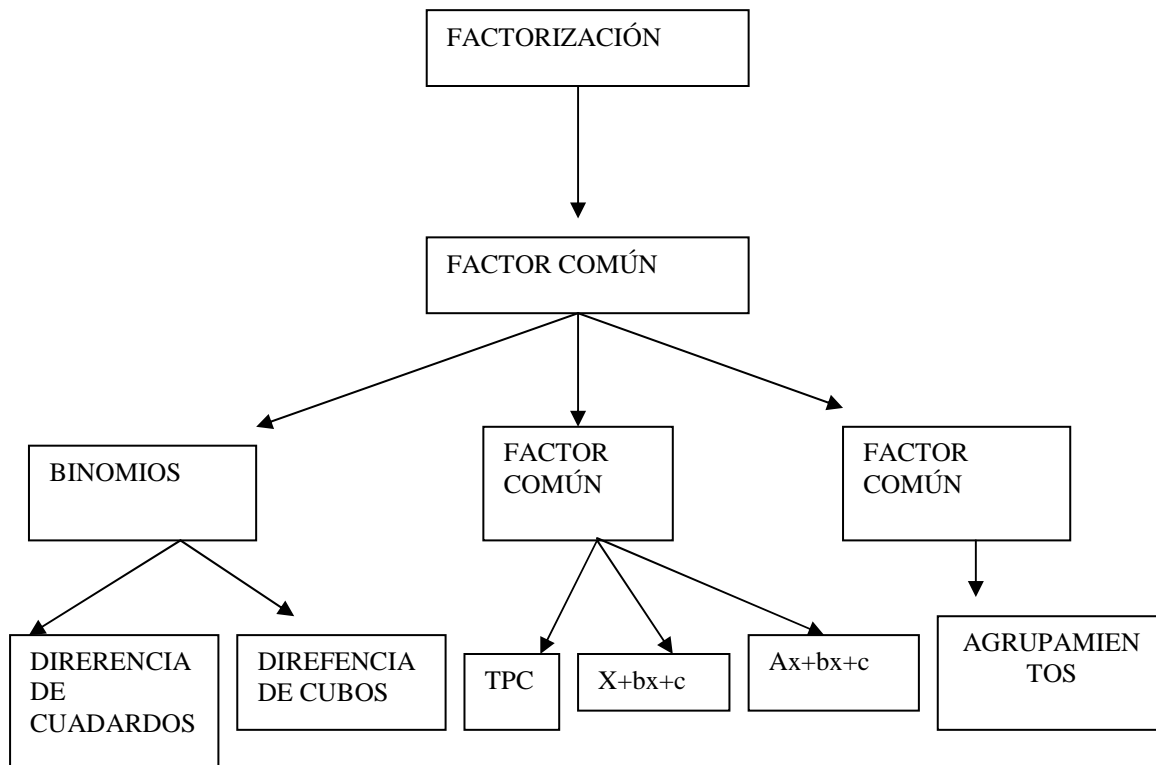 FACTORIZACIÓN
FACTOR COMÚN
BINOMIOS
FACTOR
COMÚN
FACTOR
COMÚN
DIRERENCIA
DE
CUADARDOS
DIREFENCIA
DE CUBOS
TPC
X+bx+c
Ax+bx+c
AGRUPAMIEN
TOS